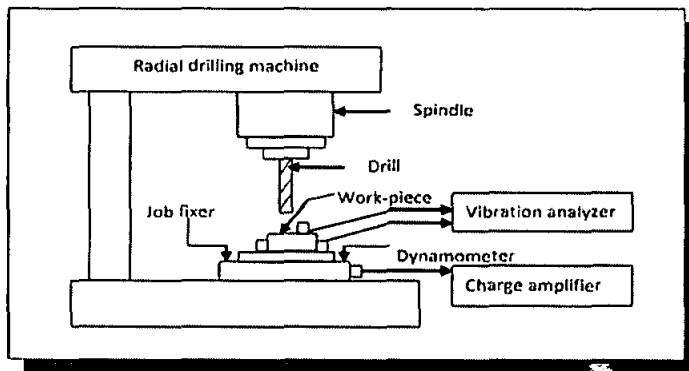 Radial drilling machine
Spindle
Drill
Work-piece
Job fixer
Vibration analyzer
Dynamometer
Charge amplifier